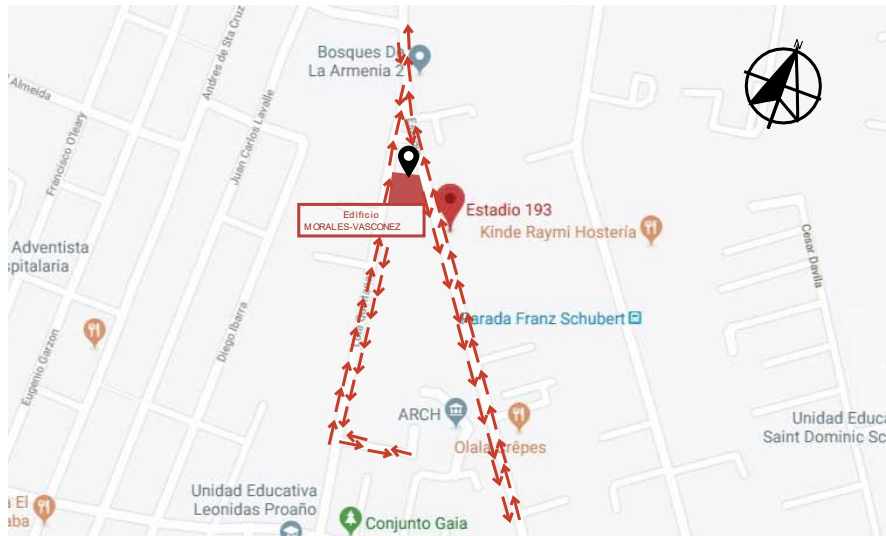 N
Bosques De
La Armenia 2
Andres de Sta Cruz
Almeida
Juan Carlos Lavalle
Francisco O'leary
Estadio 193
Edificio
MORALES-VASCONEZ
Kinde Raymi Hostería
Adventista
spitalaria
Cesar Davila
Parada Franz Schubert
Diego Ibarra
Eugenio Garzon
ARCH
Olala Crêpes
Unidad Educa
Saint Dominic Sc
Unidad Educativa
Leonidas Proaño
a El
aba
Conjunto Gaia